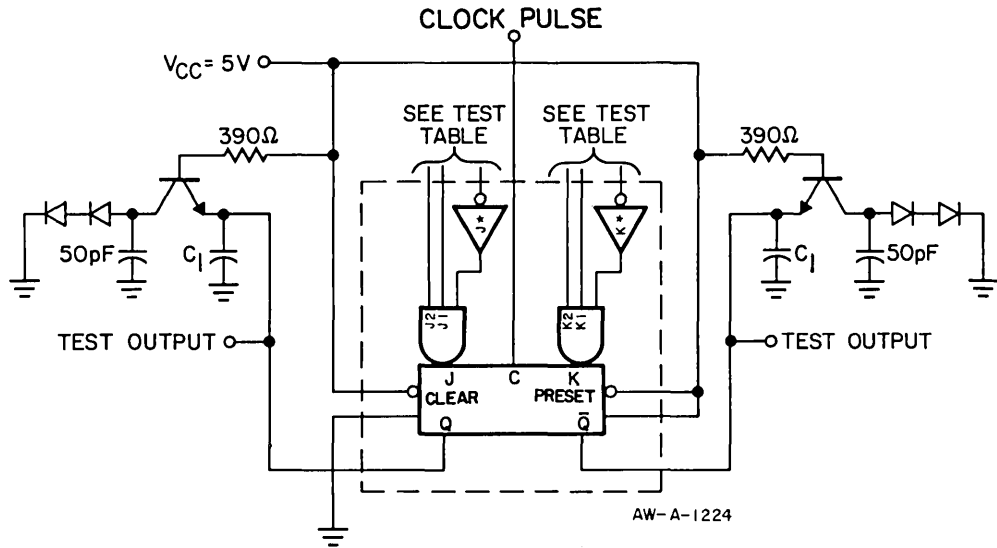 CLOCK PULSE
VCC = 5V
SEE TEST TABLE
SEE TEST TABLE
390Ω
390Ω
J*
K*
50pF
C1
C1
50pF
J2
J1
K2
K1
TEST OUTPUT
TEST OUTPUT
J
C
K
CLEAR
PRESET
Q
Q̅
AW-A-1224